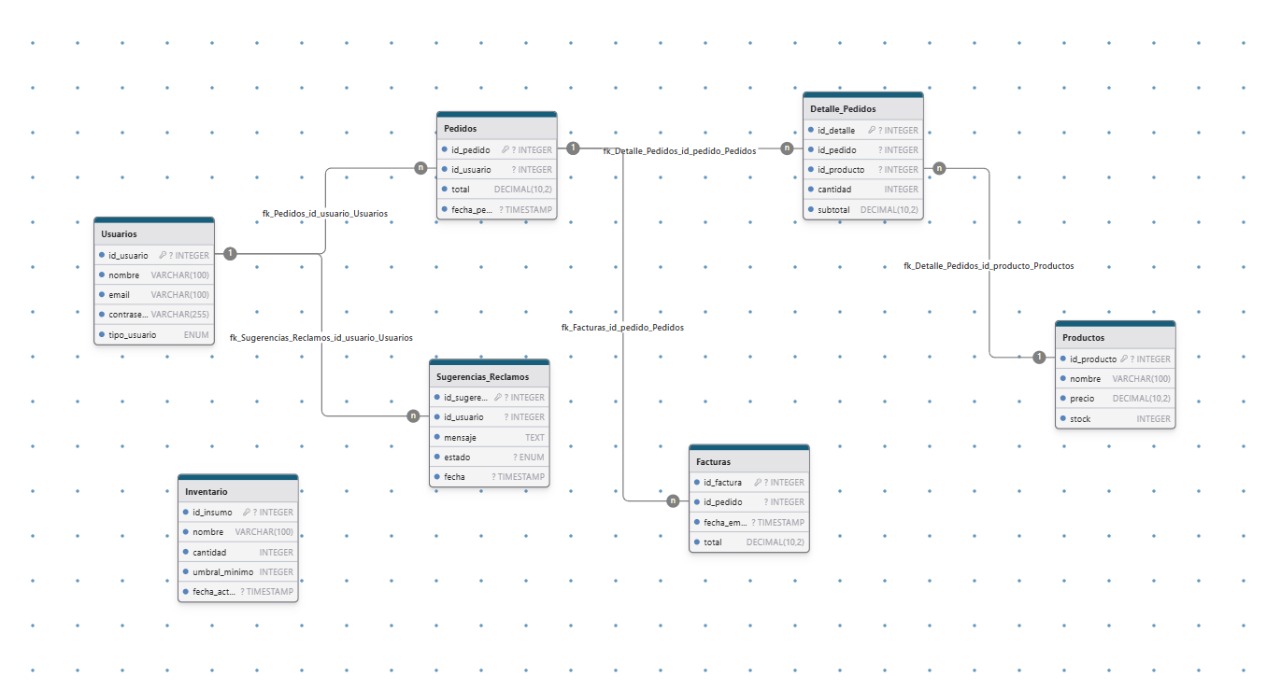 Detalle_Pedidos
id_detalle ? INTEGER
id_pedido ? INTEGER
id_producto ? INTEGER
cantidad INTEGER
subtotal DECIMAL(10,2)
Pedidos
id_pedido ? INTEGER
id_usuario ? INTEGER
total DECIMAL(10,2)
fecha_pe... ? TIMESTAMP
1
fk_Detalle_Pedidos_id_pedido_Pedidos
n
n
n
fk_Pedidos_id_usuario_Usuarios
Usuarios
id_usuario ? INTEGER
nombre VARCHAR(100)
email VARCHAR(100)
contrase... VARCHAR(255)
tipo_usuario ENUM
1
fk_Detalle_Pedidos_id_producto_Productos
fk_Facturas_id_pedido_Pedidos
fk_Sugerencias_Reclamos_id_usuario_Usuarios
1
Productos
id_producto ? INTEGER
nombre VARCHAR(100)
precio DECIMAL(10,2)
stock INTEGER
Sugerencias_Reclamos
id_sugere... ? INTEGER
id_usuario ? INTEGER
mensaje TEXT
estado ? ENUM
fecha ? TIMESTAMP
n
Facturas
id_factura ? INTEGER
id_pedido ? INTEGER
fecha_em... ? TIMESTAMP
total DECIMAL(10,2)
n
Inventario
id_insumo ? INTEGER
nombre VARCHAR(100)
cantidad INTEGER
umbral_minimo INTEGER
fecha_act... ? TIMESTAMP